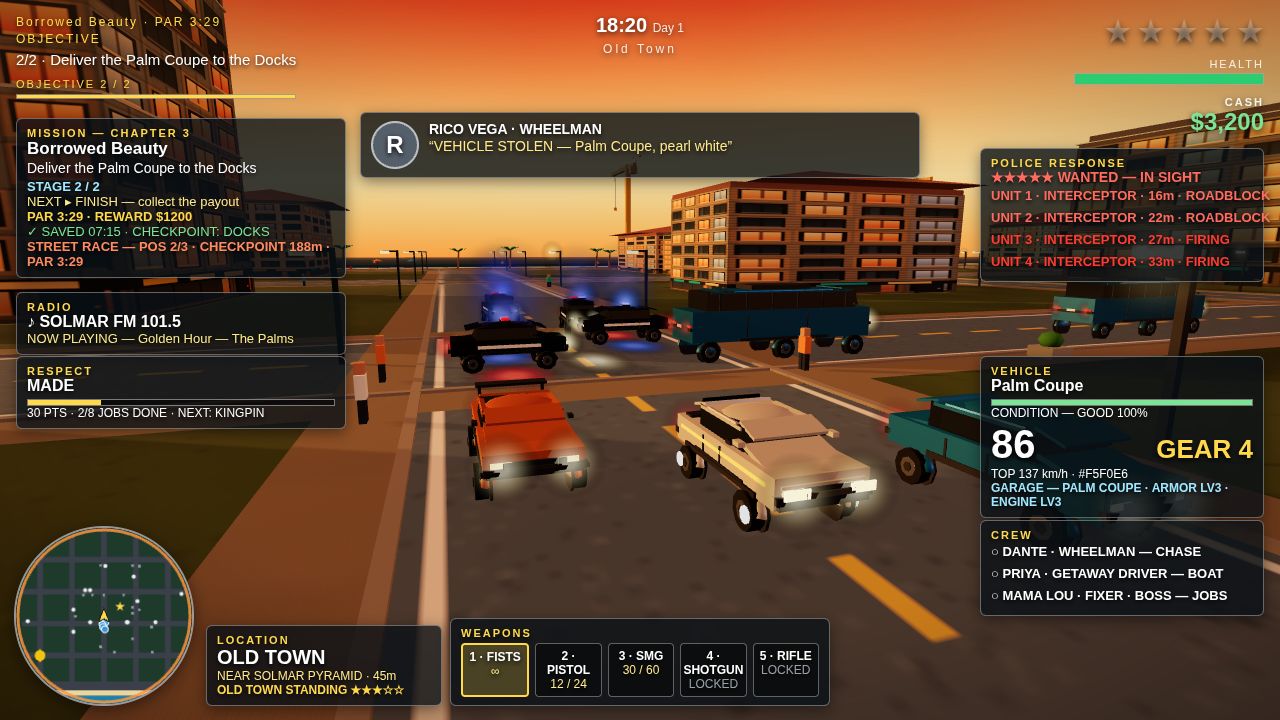 Borrowed Beauty · PAR 3:29
OBJECTIVE
2/2 · Deliver the Palm Coupe to the Docks
OBJECTIVE 2 / 2
18:20 Day 1
Old Town
★★★★★
HEALTH
CASH
$3,200
MISSION — CHAPTER 3
Borrowed Beauty
Deliver the Palm Coupe to the Docks
STAGE 2 / 2
NEXT ▸ FINISH — collect the payout
PAR 3:29 · REWARD $1200
✓ SAVED 07:15 · CHECKPOINT: DOCKS
STREET RACE — POS 2/3 · CHECKPOINT 188m ·
PAR 3:29
R
RICO VEGA · WHEELMAN
“VEHICLE STOLEN — Palm Coupe, pearl white”
POLICE RESPONSE
★★★★★ WANTED — IN SIGHT
UNIT 1 · INTERCEPTOR · 16m · ROADBLOCK
UNIT 2 · INTERCEPTOR · 22m · ROADBLOCK
UNIT 3 · INTERCEPTOR · 27m · FIRING
UNIT 4 · INTERCEPTOR · 33m · FIRING
RADIO
♪ SOLMAR FM 101.5
NOW PLAYING — Golden Hour — The Palms
RESPECT
MADE
30 PTS · 2/8 JOBS DONE · NEXT: KINGPIN
VEHICLE
Palm Coupe
CONDITION — GOOD 100%
86 GEAR 4
TOP 137 km/h · #F5F0E6
GARAGE — PALM COUPE · ARMOR LV3 ·
ENGINE LV3
CREW
○ DANTE · WHEELMAN — CHASE
○ PRIYA · GETAWAY DRIVER — BOAT
○ MAMA LOU · FIXER · BOSS — JOBS
LOCATION
OLD TOWN
NEAR SOLMAR PYRAMID · 45m
OLD TOWN STANDING ★★★☆☆
WEAPONS
1 · FISTS
∞
2 ·
PISTOL
12 / 24
3 · SMG
30 / 60
4 ·
SHOTGUN
LOCKED
5 · RIFLE
LOCKED